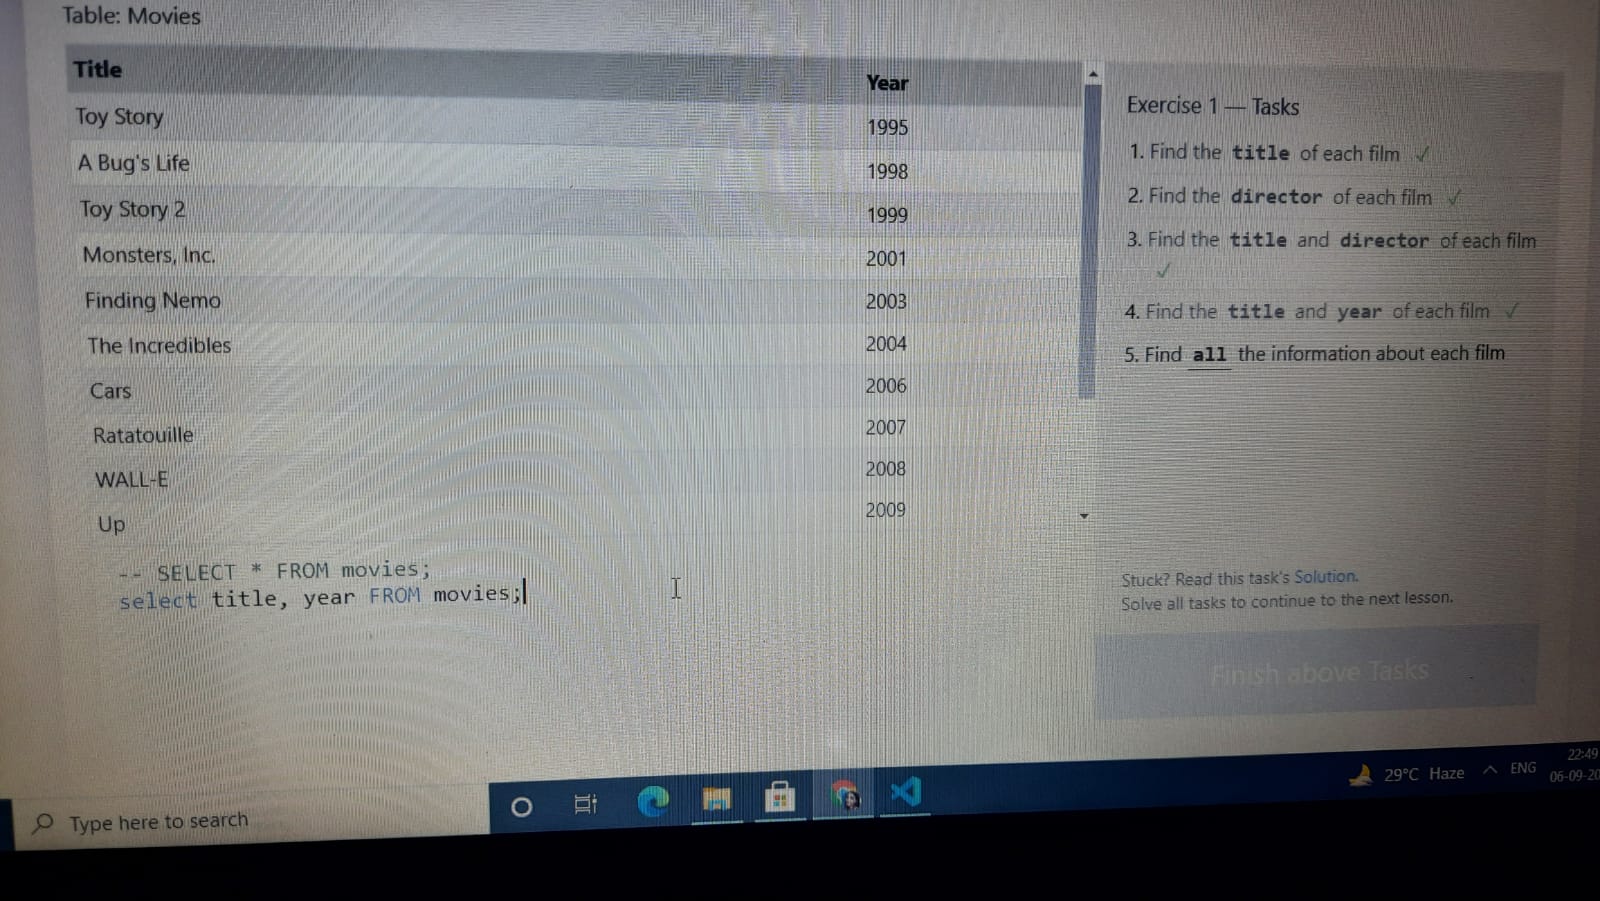 Table: Movies
Title Year
Toy Story 1995
A Bug's Life 1998
Toy Story 2 1999
Monsters, Inc. 2001
Finding Nemo 2003
The Incredibles 2004
Cars 2006
Ratatouille 2007
WALL-E 2008
Up 2009
-- SELECT * FROM movies;
select title, year FROM movies;
Exercise 1 — Tasks
1. Find the title of each film ✓
2. Find the director of each film ✓
3. Find the title and director of each film
✓
4. Find the title and year of each film ✓
5. Find all the information about each film
Stuck? Read this task's Solution.
Solve all tasks to continue to the next lesson.
Finish above Tasks
Type here to search
29°C Haze
ENG
22:49
06-09-20